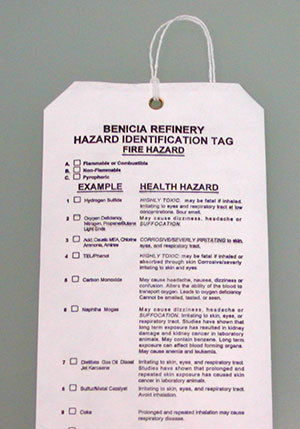 BENICIA REFINERY
HAZARD IDENTIFICATION TAG
FIRE HAZARD
A. Flammable or Combustible
B. Non-Flammable
C. Pyrophoric
EXAMPLE HEALTH HAZARD
1 Hydrogen Sulfide HIGHLY TOXIC. may be fatal if inhaled.
Irritating to eyes and respiratory tract at low
concentrations. Sour smell.
2 Oxygen Deficiency, May cause dizziness, headache or
Nitrogen, Propane/Butane SUFFOCATION.
Light Ends
3 Acid, Caustic MEA, Chlorine CORROSIVE/SEVERLY IRRITATING to skin,
Ammonia, Amine eyes, and respiratory tract.
4 TEL/Phenol HIGHLY TOXIC. may be fatal if inhaled or
absorbed through skin Corrosive/severly
irritating to skin and eyes
5 Carbon Monoxide May cause headache, nausea, dizziness or
confusion. Alters the ability of the blood to
transport oxygen. Leads to oxygen deficiency
Cannot be smelled, tasted, or seen.
6 Naphtha Mogas May cause dizziness, headache or
SUFFOCATION. Irritating to skin, eyes, and
respiratory tract. Studies have shown that
long term exposure has resulted in kidney
damage and kidney cancer in laboratory
animals. May contain benzene. Long term
exposure can effect blood forming organs.
May cause anemia and leukemia.
7 Distillate Gas Oil Diesel Irritating to skin, eyes, and respiratory tract.
Jet Kerosene Studies have shown that prolonged and
repeated skin exposure has caused skin
cancer in laboratory animals.
8 Sulfur/Metal Catalyst Irritating to skin, eyes, and respiratory tract.
Avoid inhalation.
9 Coke Prolonged and repeated inhalation may cause
respiratory disease.